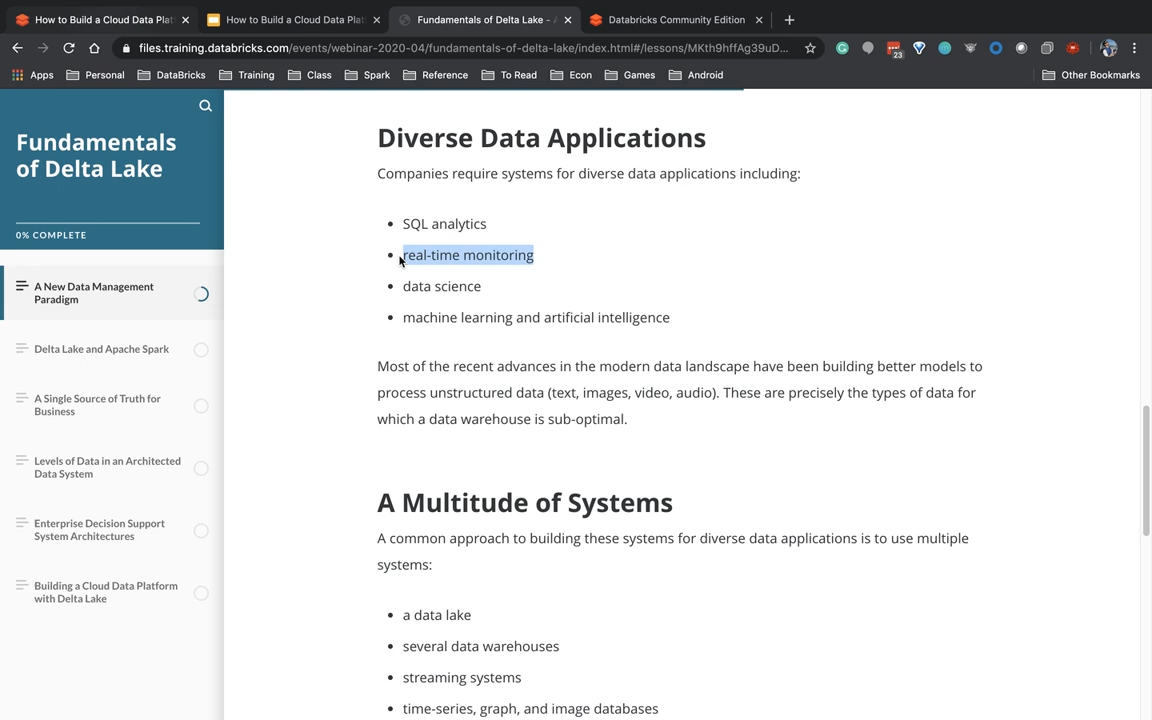 How to Build a Cloud Data Plat
How to Build a Cloud Data Plat
Fundamentals of Delta Lake -
Databricks Community Edition
files.training.databricks.com/events/webinar-2020-04/fundamentals-of-delta-lake/index.html#/lessons/MKth9hffAg39uD...
23
Apps
Personal
DataBricks
Training
Class
Spark
Reference
To Read
Econ
Games
Android
Other Bookmarks
Fundamentals
of Delta Lake
0% COMPLETE
A New Data Management
Paradigm
Delta Lake and Apache Spark
A Single Source of Truth for
Business
Levels of Data in an Architected
Data System
Enterprise Decision Support
System Architectures
Building a Cloud Data Platform
with Delta Lake
Diverse Data Applications
Companies require systems for diverse data applications including:
• SQL analytics
• real-time monitoring
• data science
• machine learning and artificial intelligence
Most of the recent advances in the modern data landscape have been building better models to
process unstructured data (text, images, video, audio). These are precisely the types of data for
which a data warehouse is sub-optimal.
A Multitude of Systems
A common approach to building these systems for diverse data applications is to use multiple
systems:
• a data lake
• several data warehouses
• streaming systems
• time-series, graph, and image databases